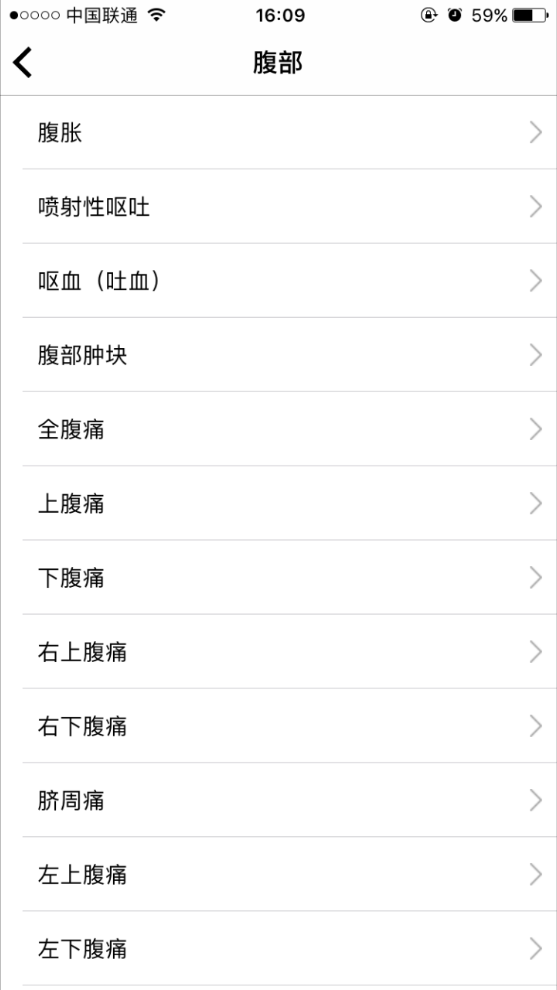 中国联通 16:09 59%
腹部
腹胀
喷射性呕吐
呕血（吐血）
腹部肿块
全腹痛
上腹痛
下腹痛
右上腹痛
右下腹痛
脐周痛
左上腹痛
左下腹痛